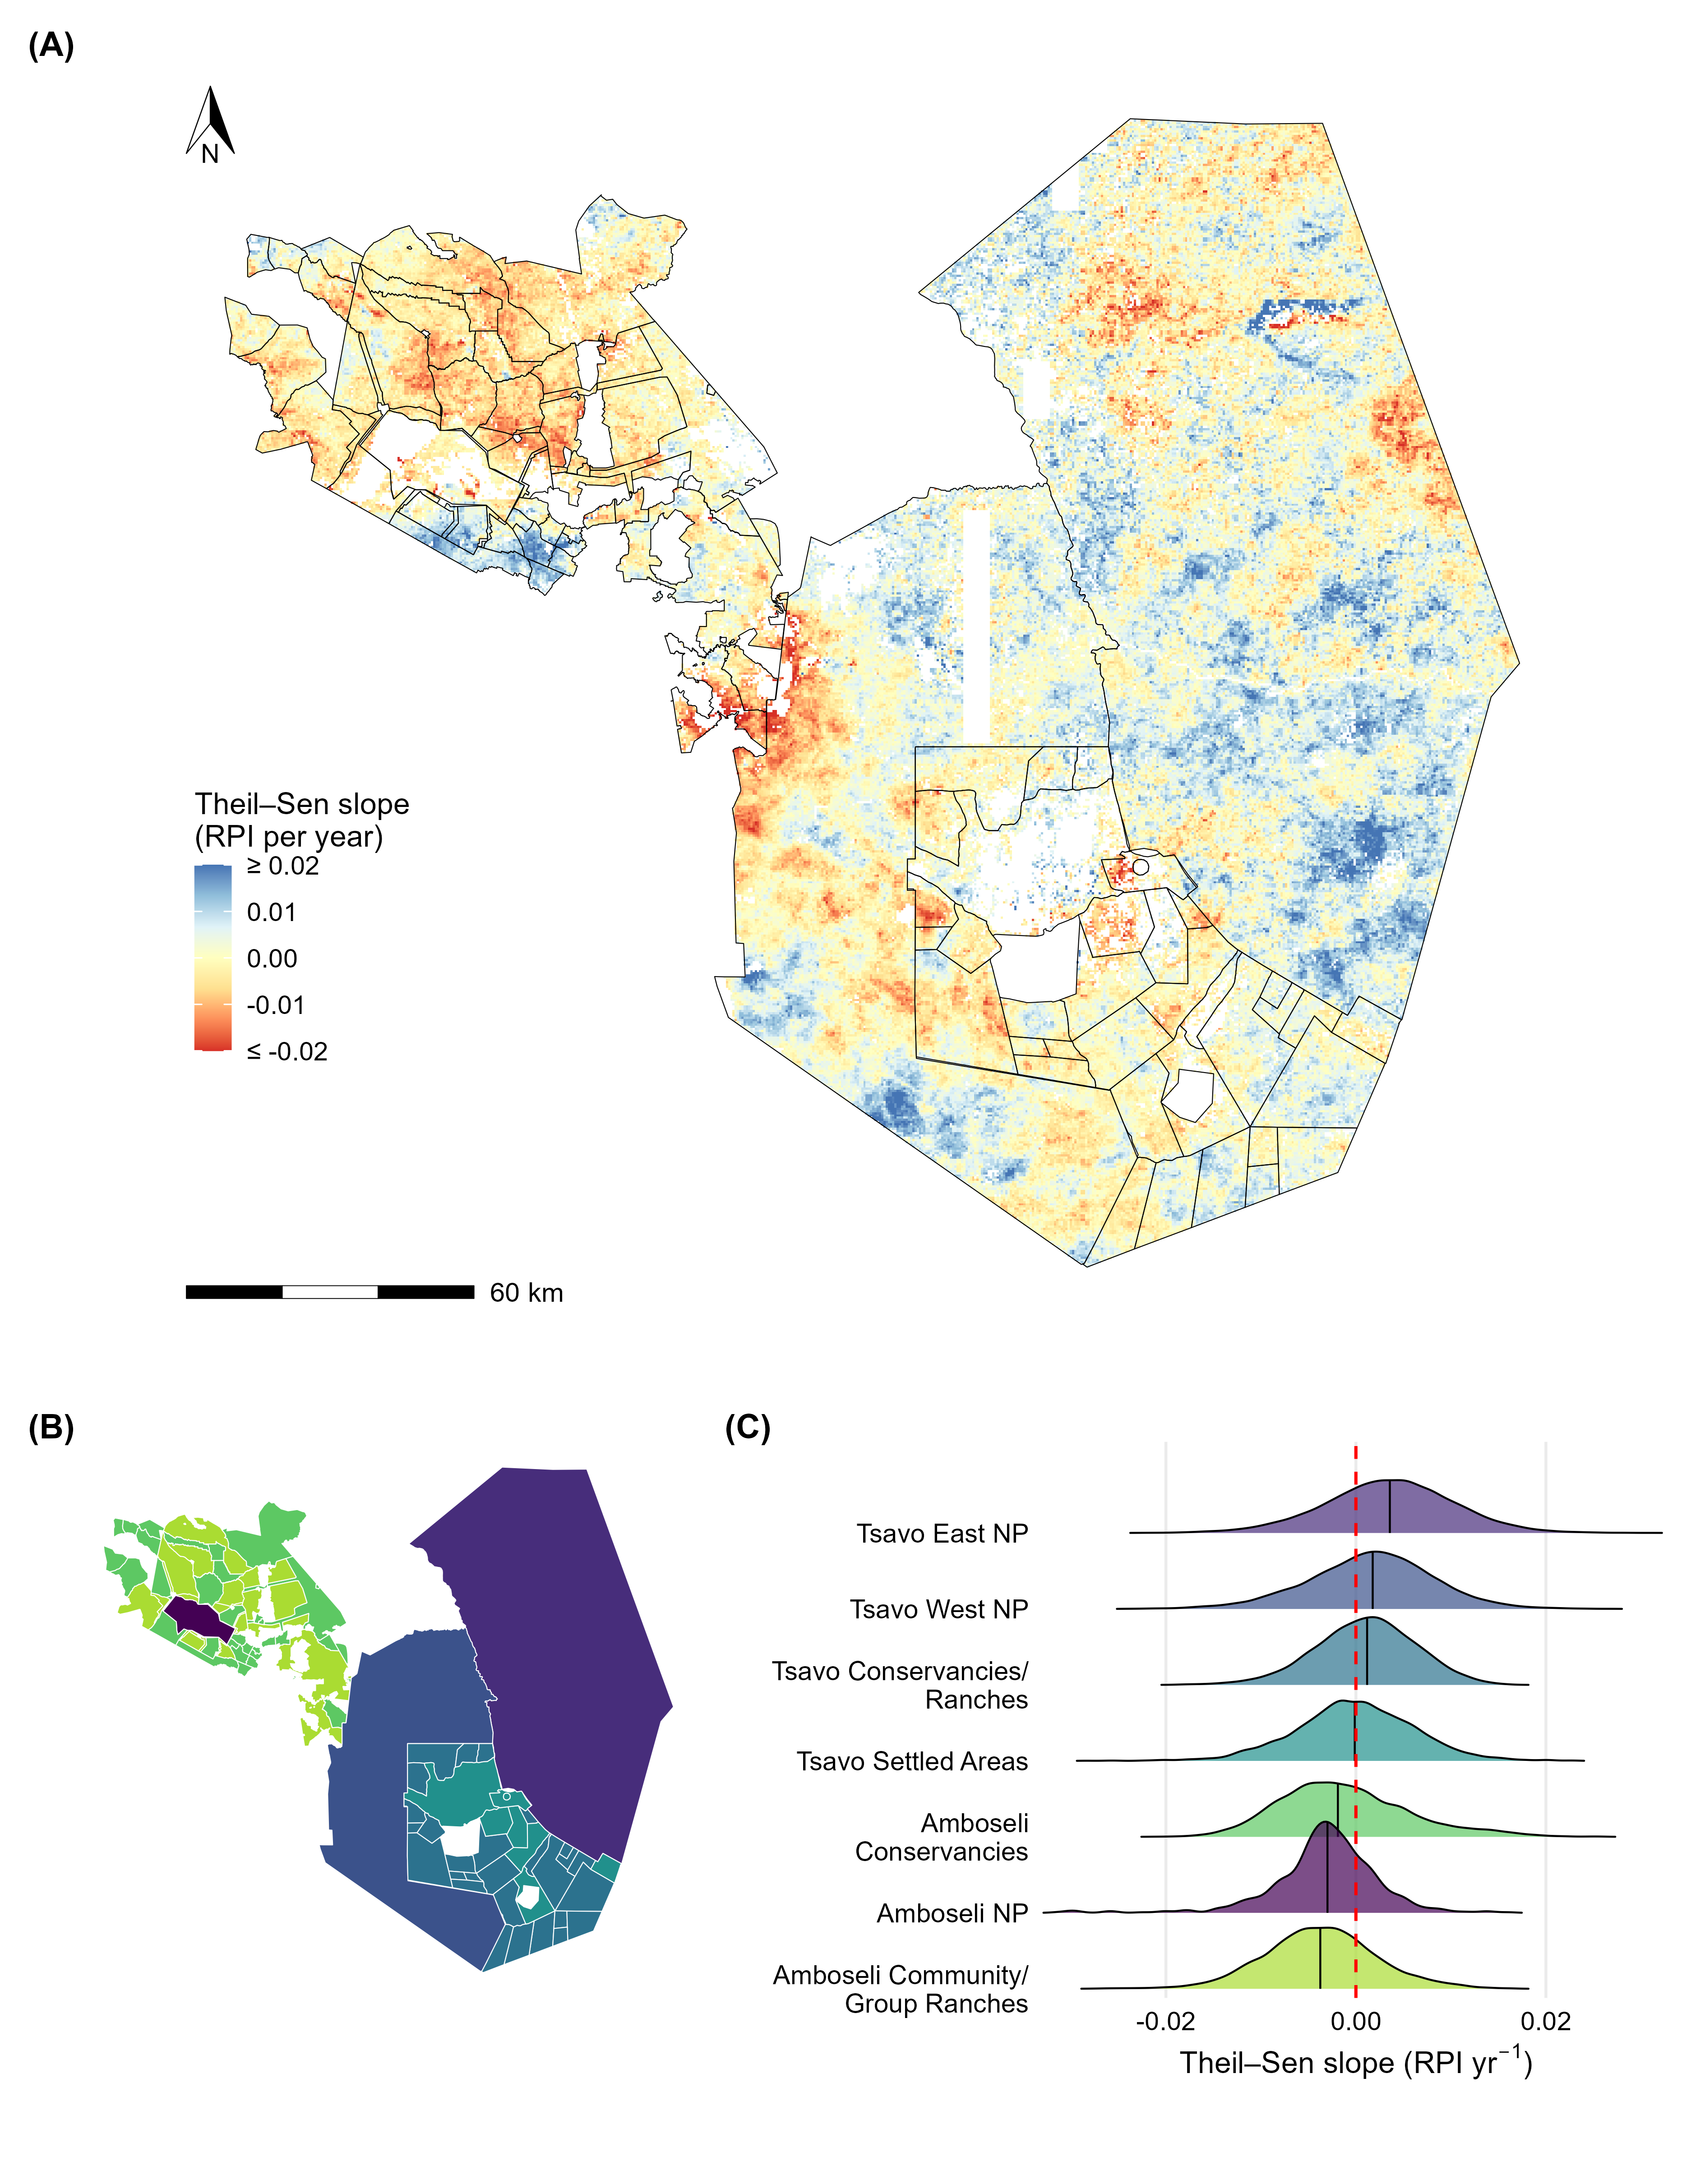 (A)
N
Theil–Sen slope
(RPI per year)
≥ 0.02
0.01
0.00
-0.01
≤ -0.02
60 km
(B)
(C)
Tsavo East NP
Tsavo West NP
Tsavo Conservancies/
Ranches
Tsavo Settled Areas
Amboseli
Conservancies
Amboseli NP
Amboseli Community/
Group Ranches
-0.02 0.00 0.02
Theil–Sen slope (RPI yr⁻¹)